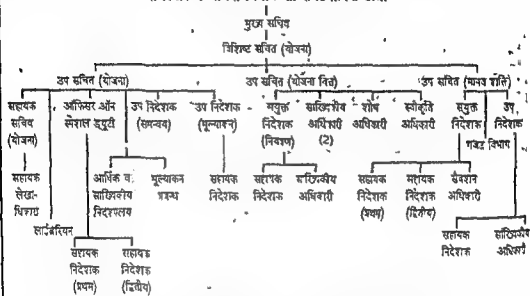 मुख्य सचिव
विशिष्ट सचिव (योजना)
उप सचिव (योजना)
उप सचिव (योजना वित्त)
उप सचिव (मानव शक्ति)
सहायक सचिव (योजना)
ऑफिसर ऑन स्पेशल ड्यूटी
उप निदेशक (समन्वय)
उप निदेशक (मूल्यांकन)
संयुक्त निदेशक (नियंत्रण)
सांख्यिकीय अधिकारी (2)
शोध अधिकारी
स्वीकृति अधिकारी
संयुक्त निदेशक
उप निदेशक
गजट विभाग
सहायक लेखाधिकारी
लाईब्रेरियन
आर्थिक व सांख्यिकीय निदेशालय
मूल्यांकन
सहायक निदेशक
सहायक निदेशक
सांख्यिकीय अधिकारी
सहायक निदेशक (प्रथम)
सहायक निदेशक (द्वितीय)
अधिकारी
सहायक निदेशक (प्रथम)
सहायक निदेशक (द्वितीय)
सहायक निदेशक
सांख्यिकीय अधिकारी